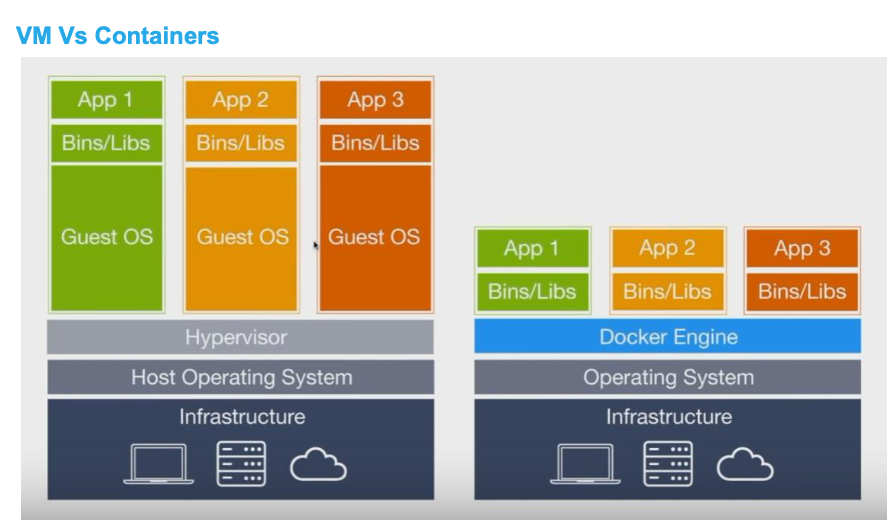 VM Vs Containers
App 1
App 2
App 3
Bins/Libs
Bins/Libs
Bins/Libs
Guest OS
Guest OS
Guest OS
Hypervisor
Host Operating System
Infrastructure
App 1
App 2
App 3
Bins/Libs
Bins/Libs
Bins/Libs
Docker Engine
Operating System
Infrastructure